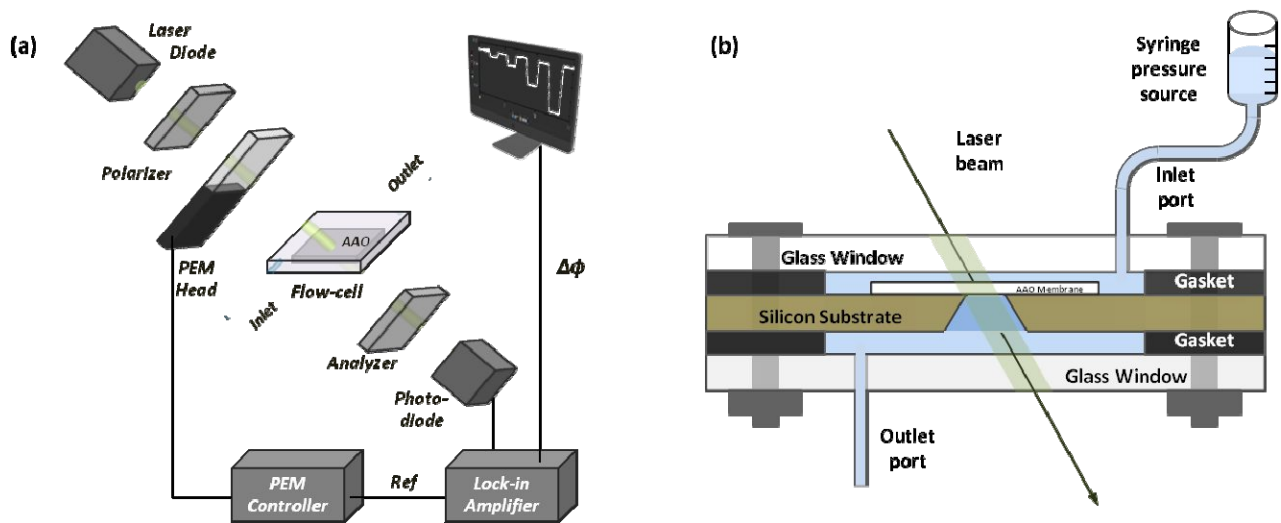 (a)
Laser
Diode
Polarizer
PEM
Head
Inlet
Outlet
AAO
Flow-cell
Analyzer
Photo-
diode
Δϕ
PEM
Controller
Ref
Lock-in
Amplifier
(b)
Syringe
pressure
source
Laser
beam
Inlet
port
Glass Window
Gasket
AAO Membrane
Silicon Substrate
Gasket
Glass Window
Outlet
port